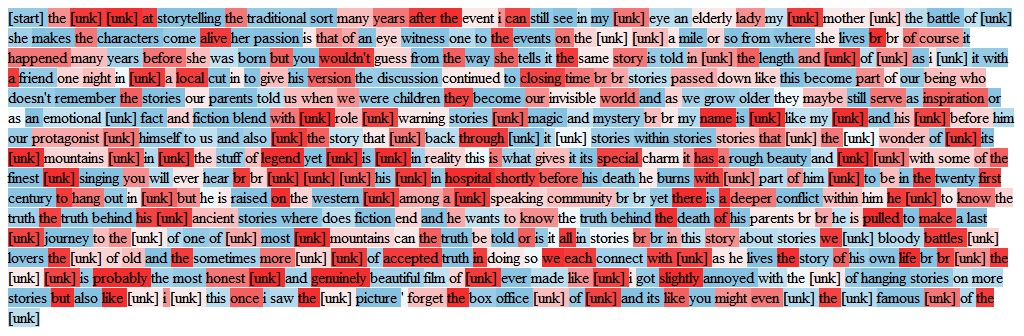 [start] the [unk] [unk] at storytelling the traditional sort many years after the event i can still see in my [unk] eye an elderly lady my [unk] mother [unk] the battle of [unk]
she makes the characters come alive her passion is that of an eye witness one to the events on the [unk] [unk] a mile or so from where she lives br br of course it
happened many years before she was born but you wouldn't guess from the way she tells it the same story is told in [unk] the length and [unk] of [unk] as i [unk] it with
a friend one night in [unk] a local cut in to give his version the discussion continued to closing time br br stories passed down like this become part of our being who
doesn't remember the stories our parents told us when we were children they become our invisible world and as we grow older they maybe still serve as inspiration or
as an emotional [unk] fact and fiction blend with [unk] role [unk] warning stories [unk] magic and mystery br br my name is [unk] like my [unk] and his [unk] before him
our protagonist [unk] himself to us and also [unk] the story that [unk] back through [unk] it [unk] stories within stories stories that [unk] the [unk] wonder of [unk] its
[unk] mountains [unk] in [unk] the stuff of legend yet [unk] is [unk] in reality this is what gives it its special charm it has a rough beauty and [unk] [unk] with some of the
finest [unk] singing you will ever hear br br [unk] [unk] [unk] his [unk] in hospital shortly before his death he burns with [unk] part of him [unk] to be in the twenty first
century to hang out in [unk] but he is raised on the western [unk] among a [unk] speaking community br br yet there is a deeper conflict within him he [unk] to know the
truth the truth behind his [unk] ancient stories where does fiction end and he wants to know the truth behind the death of his parents br br he is pulled to make a last
[unk] journey to the [unk] of one of [unk] most [unk] mountains can the truth be told or is it all in stories br br in this story about stories we [unk] bloody battles [unk]
lovers the [unk] of old and the sometimes more [unk] [unk] of accepted truth in doing so we each connect with [unk] as he lives the story of his own life br br [unk] the
[unk] [unk] is probably the most honest [unk] and genuinely beautiful film of [unk] ever made like [unk] i got slightly annoyed with the [unk] of hanging stories on more
stories but also like [unk] i [unk] this once i saw the [unk] picture ' forget the box office [unk] of [unk] and its like you might even [unk] the [unk] famous [unk] of the
[unk]